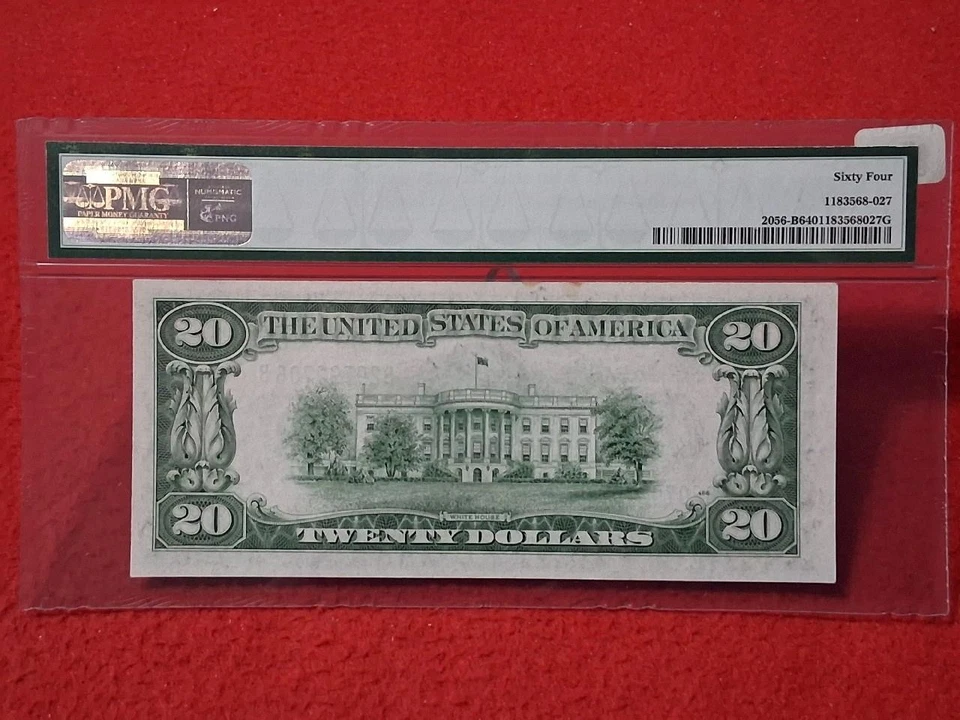 PMG
PAPER MONEY GUARANTY
NUMISMATIC
PNG
Sixty Four
1183568-027
2056-B6401183568027G
20
THE UNITED STATES OF AMERICA
20
WHITE HOUSE
20
TWENTY DOLLARS
20